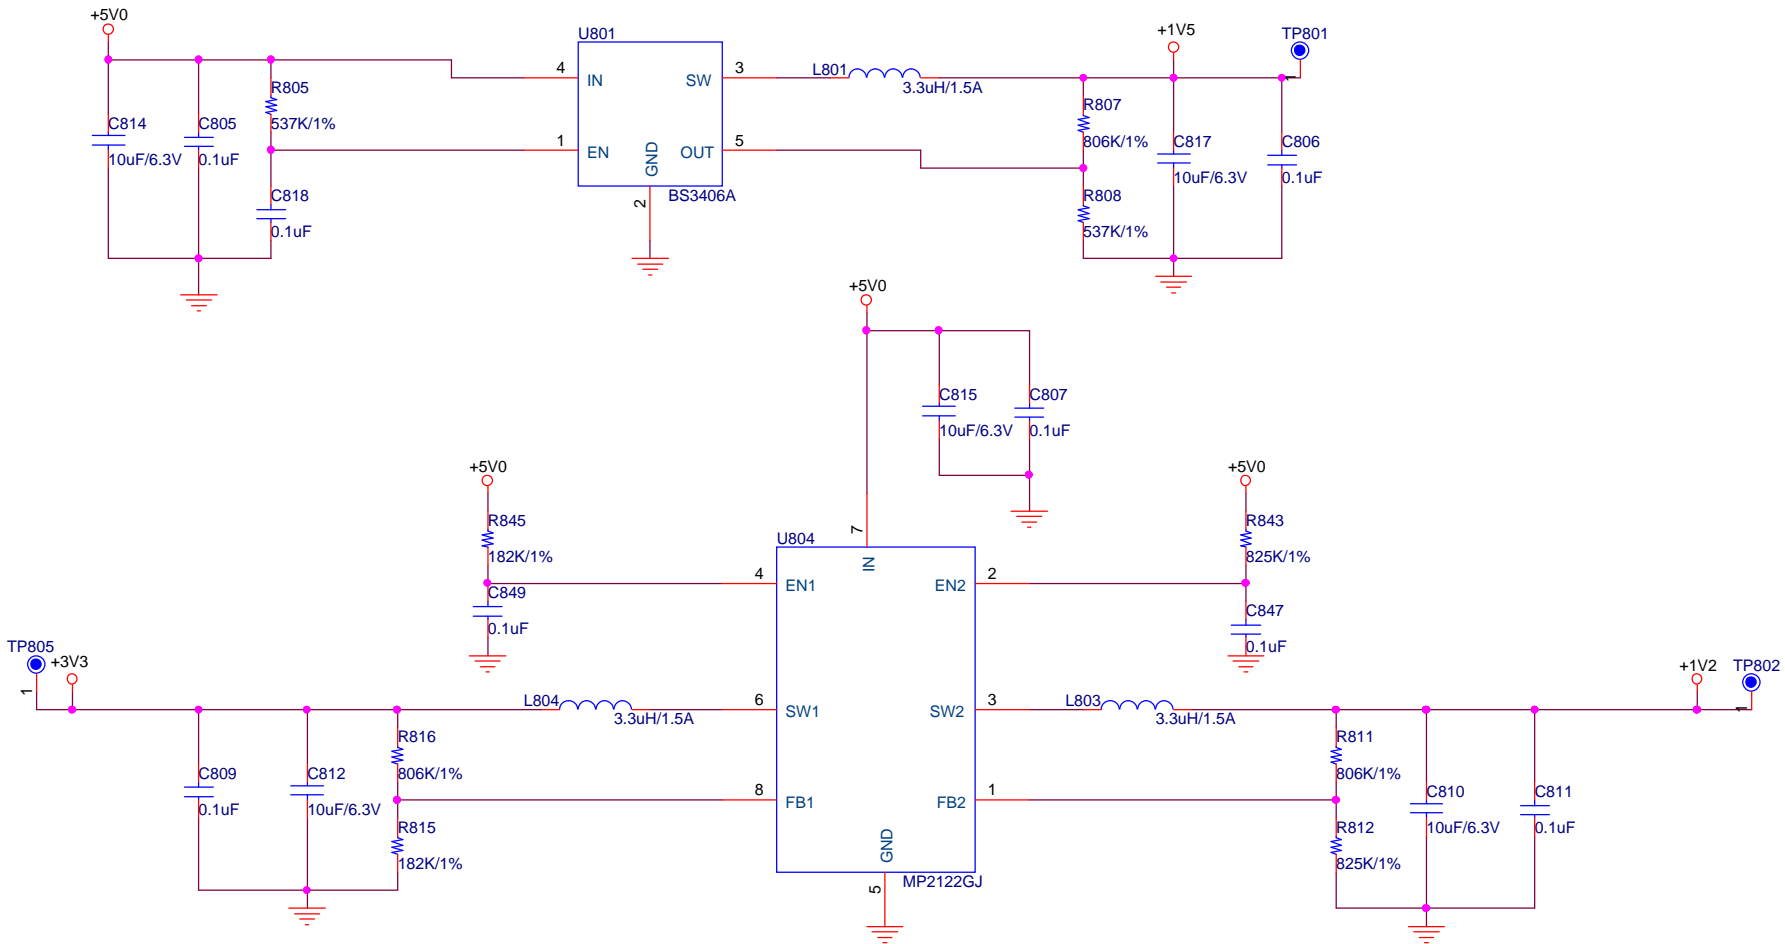 +5V0
U801
+1V5
TP801
4
IN
SW
3
L801
3.3uH/1.5A
1
R805
537K/1%
C814
10uF/6.3V
C805
0.1uF
1
EN
GND
OUT
5
R807
806K/1%
C817
10uF/6.3V
C806
0.1uF
C818
0.1uF
2
BS3406A
R808
537K/1%
+5V0
C815
10uF/6.3V
C807
0.1uF
+5V0
+5V0
R845
182K/1%
U804
7
IN
R843
825K/1%
4
EN1
EN2
2
C849
0.1uF
C847
0.1uF
TP805
+3V3
1
+1V2
TP802
1
L804
3.3uH/1.5A
6
SW1
SW2
3
L803
3.3uH/1.5A
R816
806K/1%
R811
806K/1%
C809
0.1uF
C812
10uF/6.3V
8
FB1
FB2
1
C810
10uF/6.3V
C811
0.1uF
R815
182K/1%
GND
R812
825K/1%
5
MP2122GJ